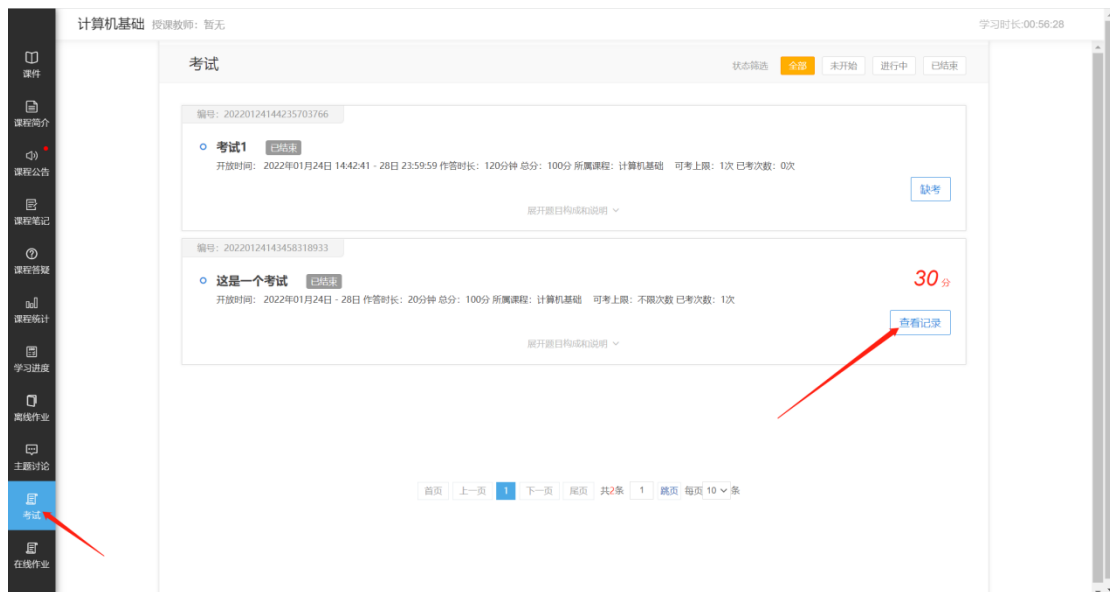 计算机基础 授课教师：暂无 学习时长:00:56:28
课件
课程简介
课程公告
课程笔记
课程答疑
课程统计
学习进度
离线作业
主题讨论
考试
在线作业
考试 状态筛选 全部 未开始 进行中 已结束
编号：20220124144235703766
考试1 已结束
开放时间： 2022年01月24日 14:42:41 - 28日 23:59:59 作答时长：120分钟 总分：100分 所属课程：计算机基础 可考上限：1次 已考次数：0次
缺考
展开题目构成和说明
编号：20220124143458318933
这是一个考试 已结束 30 分
开放时间： 2022年01月24日 - 28日 作答时长：20分钟 总分：100分 所属课程：计算机基础 可考上限：不限次数 已考次数：1次
查看记录
展开题目构成和说明
首页 上一页 1 下一页 尾页 共2条 1 跳页 每页 10 条